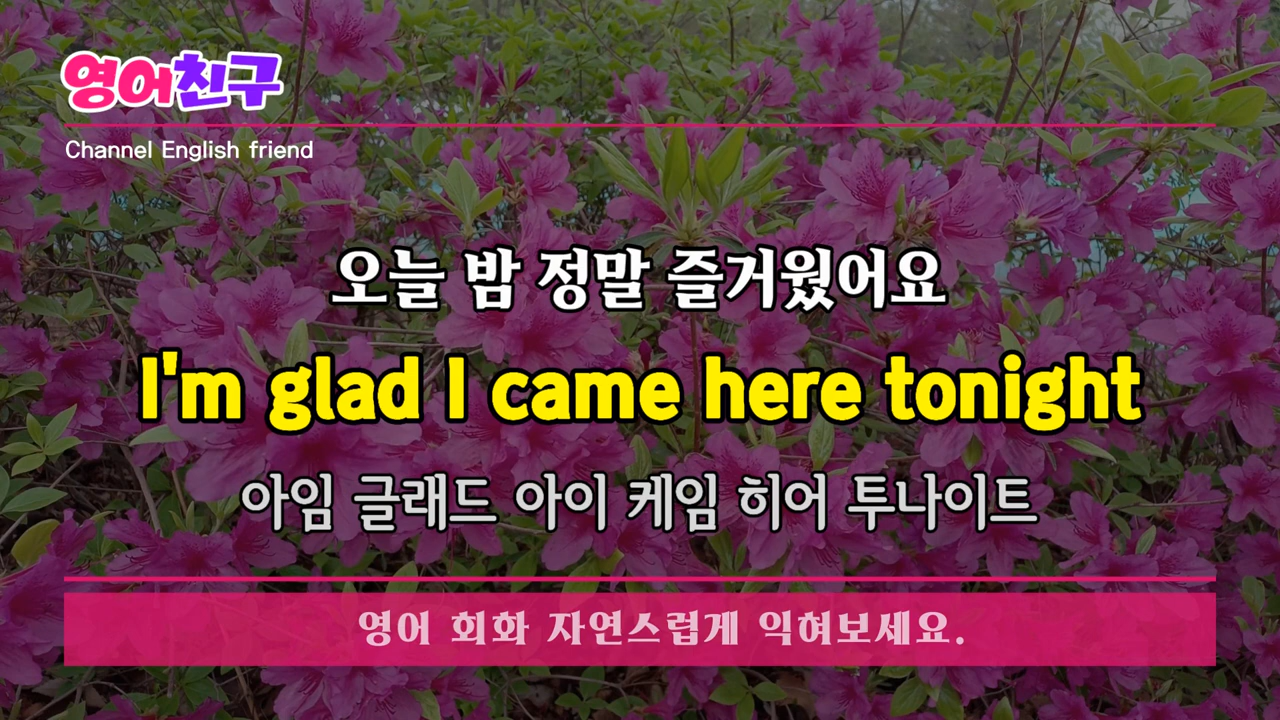 영어친구
Channel English friend
오늘 밤 정말 즐거웠어요
I'm glad I came here tonight
아임 글래드 아이 케임 히어 투나이트
영어 회화 자연스럽게 익혀보세요.